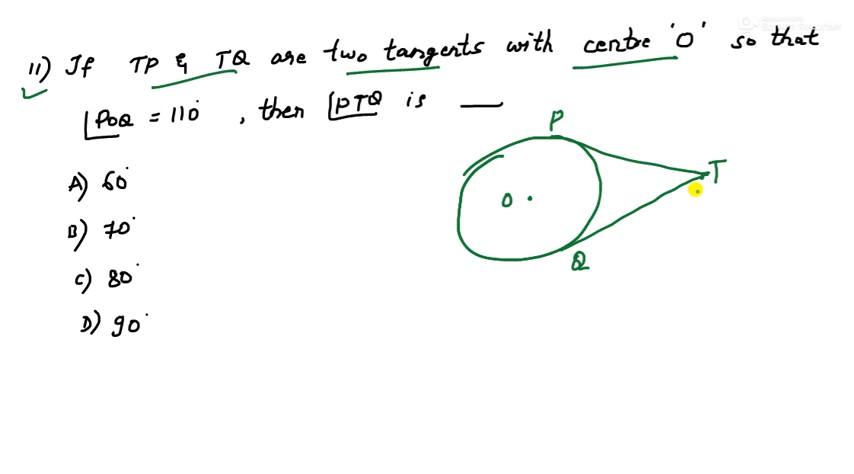 11) If TP & TQ are two tangents with centre 'O' so that
∠POQ = 110°, then ∠PTQ is ___
A) 60°
B) 70°
C) 80°
D) 90°
P
T
O
Q